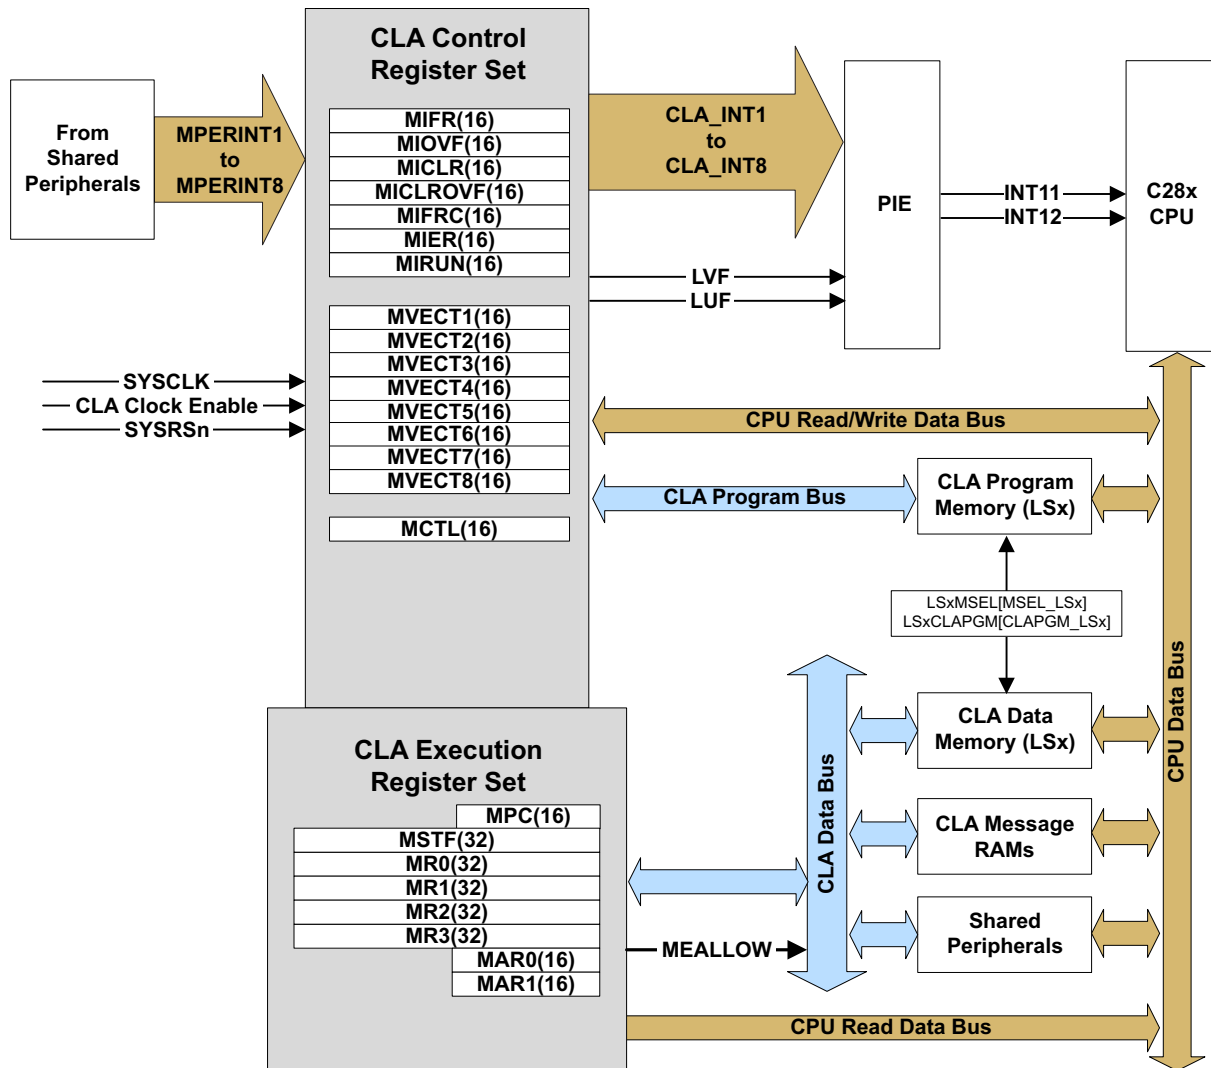 CLA Control
Register Set
From
Shared
Peripherals
MPERINT1
to
MPERINT8
MIFR(16)
MIOVF(16)
MICLR(16)
MICLROVF(16)
MIFRC(16)
MIER(16)
MIRUN(16)
CLA_INT1
to
CLA_INT8
PIE
INT11
INT12
C28x
CPU
LVF
LUF
MVECT1(16)
MVECT2(16)
MVECT3(16)
MVECT4(16)
MVECT5(16)
MVECT6(16)
MVECT7(16)
MVECT8(16)
SYSCLK
CLA Clock Enable
SYSRSn
CPU Read/Write Data Bus
CLA Program Bus
CLA Program
Memory (LSx)
MCTL(16)
LSxMSEL[MSEL_LSx]
LSxCLAPGM[CLAPGM_LSx]
CPU Data Bus
CLA Data Bus
CLA Data
Memory (LSx)
CLA Message
RAMs
Shared
Peripherals
CLA Execution
Register Set
MPC(16)
MSTF(32)
MR0(32)
MR1(32)
MR2(32)
MR3(32)
MAR0(16)
MAR1(16)
MEALLOW
CPU Read Data Bus